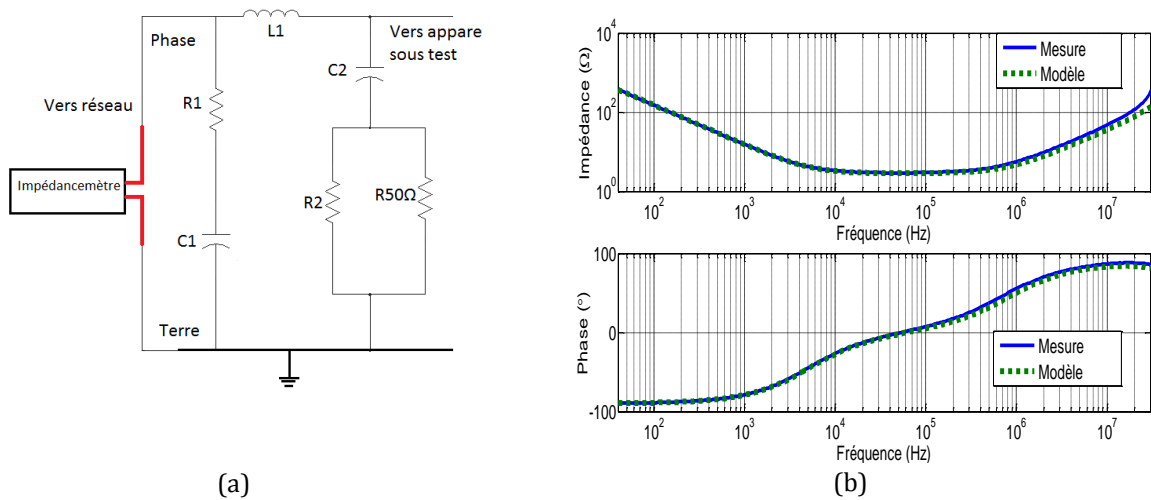 Phase
L1
Vers appare
sous test
C2
R1
Vers réseau
Impédancemètre
R2
R50Ω
C1
Terre
(a)
Impédance (Ω)
10^4
10^2
10^0
Mesure
Modèle
10^2
10^3
10^4
10^5
10^6
10^7
Fréquence (Hz)
Phase (°)
100
0
-100
Mesure
Modèle
10^2
10^3
10^4
10^5
10^6
10^7
Fréquence (Hz)
(b)